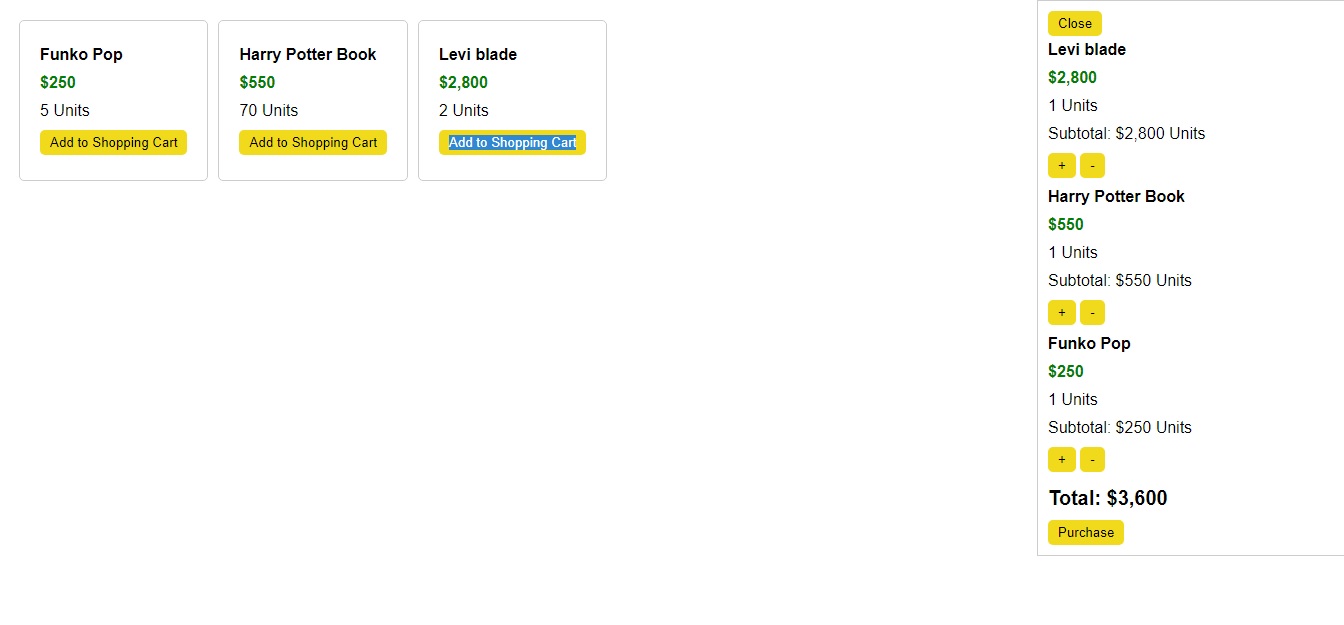 Funko Pop
$250
5 Units
Add to Shopping Cart
Harry Potter Book
$550
70 Units
Add to Shopping Cart
Levi blade
$2,800
2 Units
Add to Shopping Cart
Close
Levi blade
$2,800
1 Units
Subtotal: $2,800 Units
+ -
Harry Potter Book
$550
1 Units
Subtotal: $550 Units
+ -
Funko Pop
$250
1 Units
Subtotal: $250 Units
+ -
Total: $3,600
Purchase